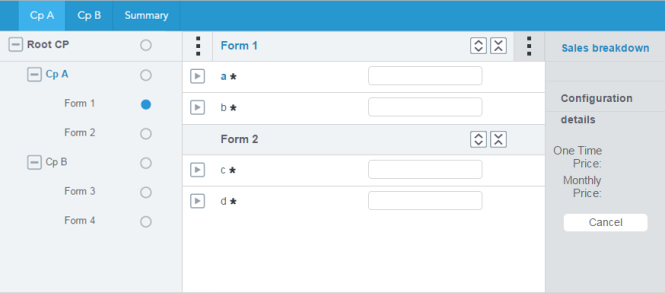 Cp A Cp B Summary
Root CP
Cp A
Form 1
Form 2
Cp B
Form 3
Form 4
Form 1
a *
b *
Form 2
c *
d *
Sales breakdown
Configuration
details
One Time
Price:
Monthly
Price:
Cancel